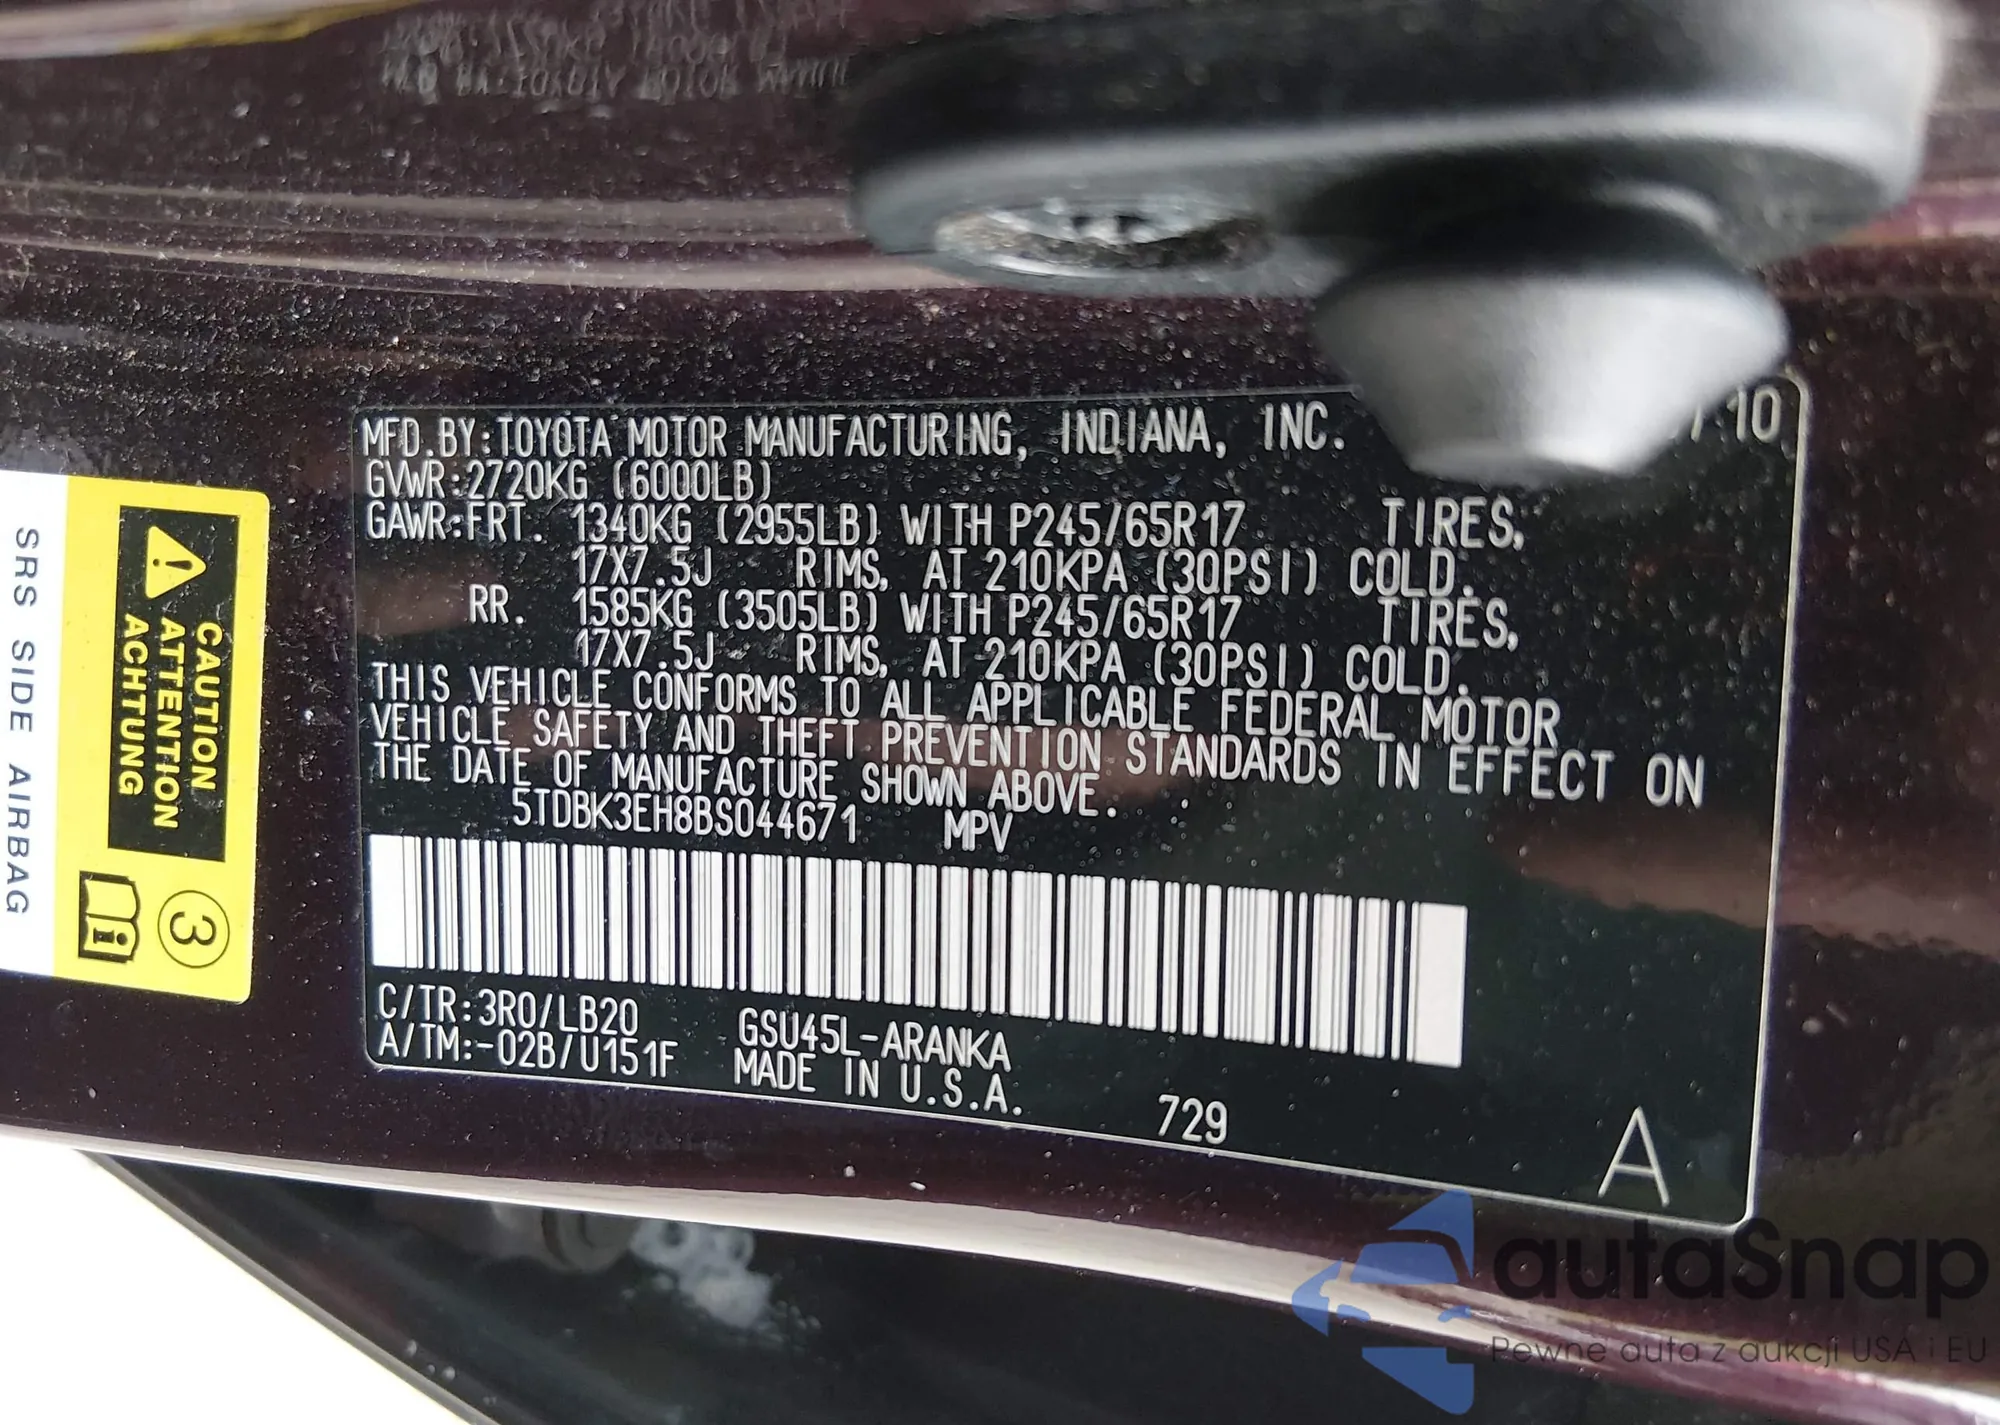 MFD.BY:TOYOTA MOTOR MANUFACTURING, INDIANA, INC. 10
GVWR:2720KG (6000LB)
GAWR:FRT. 1340KG (2955LB) WITH P245/65R17 TIRES,
17X7.5J RIMS, AT 210KPA (30PSI) COLD.
RR. 1585KG (3505LB) WITH P245/65R17 TIRES,
17X7.5J RIMS, AT 210KPA (30PSI) COLD.
THIS VEHICLE CONFORMS TO ALL APPLICABLE FEDERAL MOTOR
VEHICLE SAFETY AND THEFT PREVENTION STANDARDS IN EFFECT ON
THE DATE OF MANUFACTURE SHOWN ABOVE.
5TDBK3EH8BS044671 MPV
C/TR:3R0/LB20 GSU45L-ARANKA
A/TM:-02B/U151F MADE IN U.S.A.
729
A
CAUTION
ATTENTION
ACHTUNG
3
SRS SIDE AIRBAG
autaSnap
Pewne auta z aukcji USA i EU